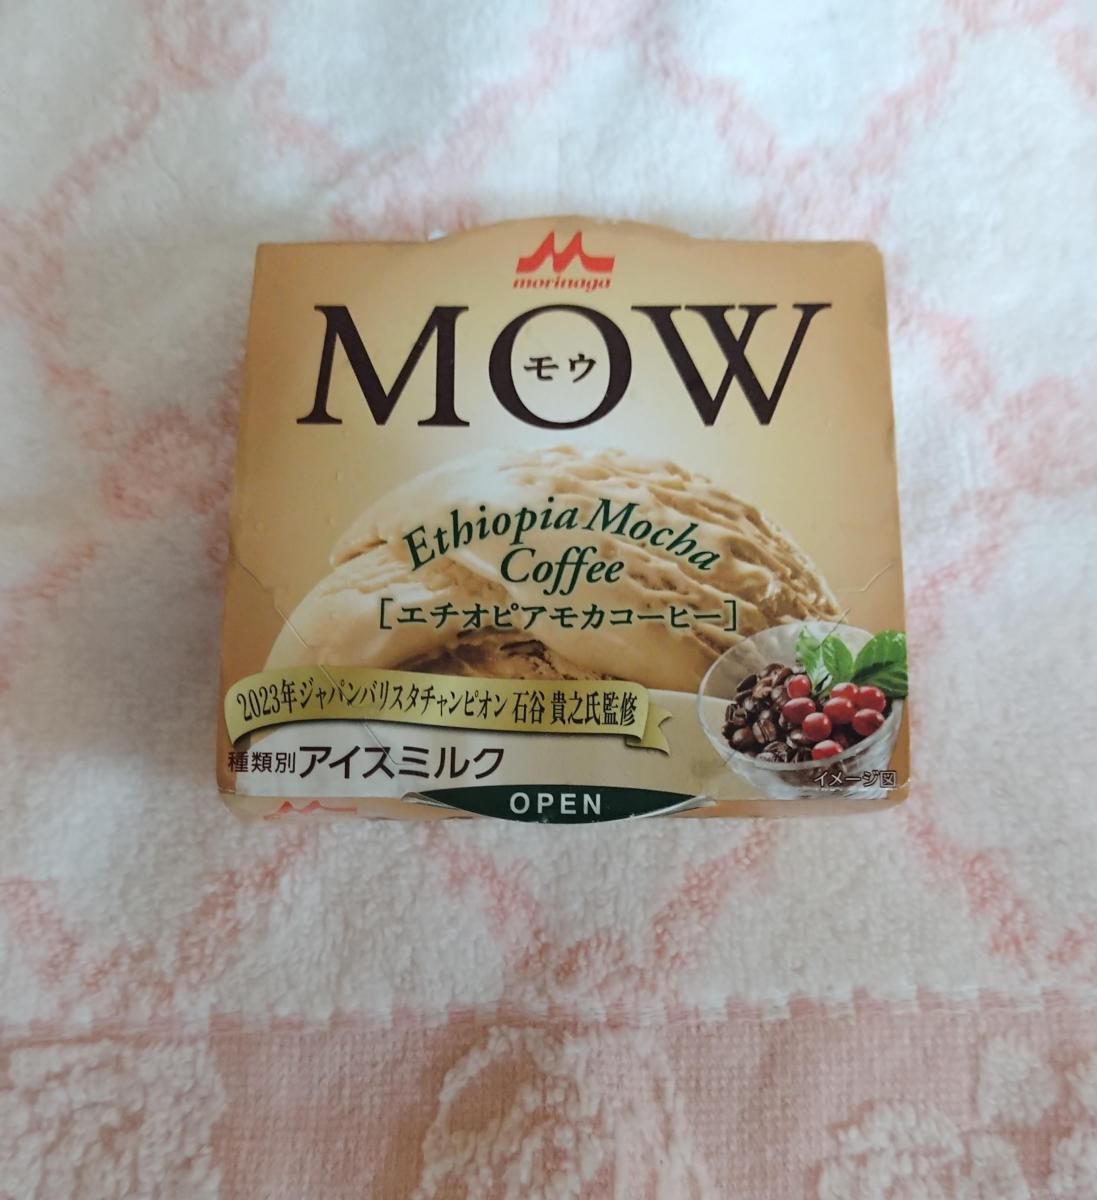 morinaga
MOW
モウ
Ethiopia Mocha
Coffee
[エチオピアモカコーヒー]
2023年ジャパンバリスタチャンピオン 石谷 貴之氏監修
種類別アイスミルク
イメージ図
OPEN